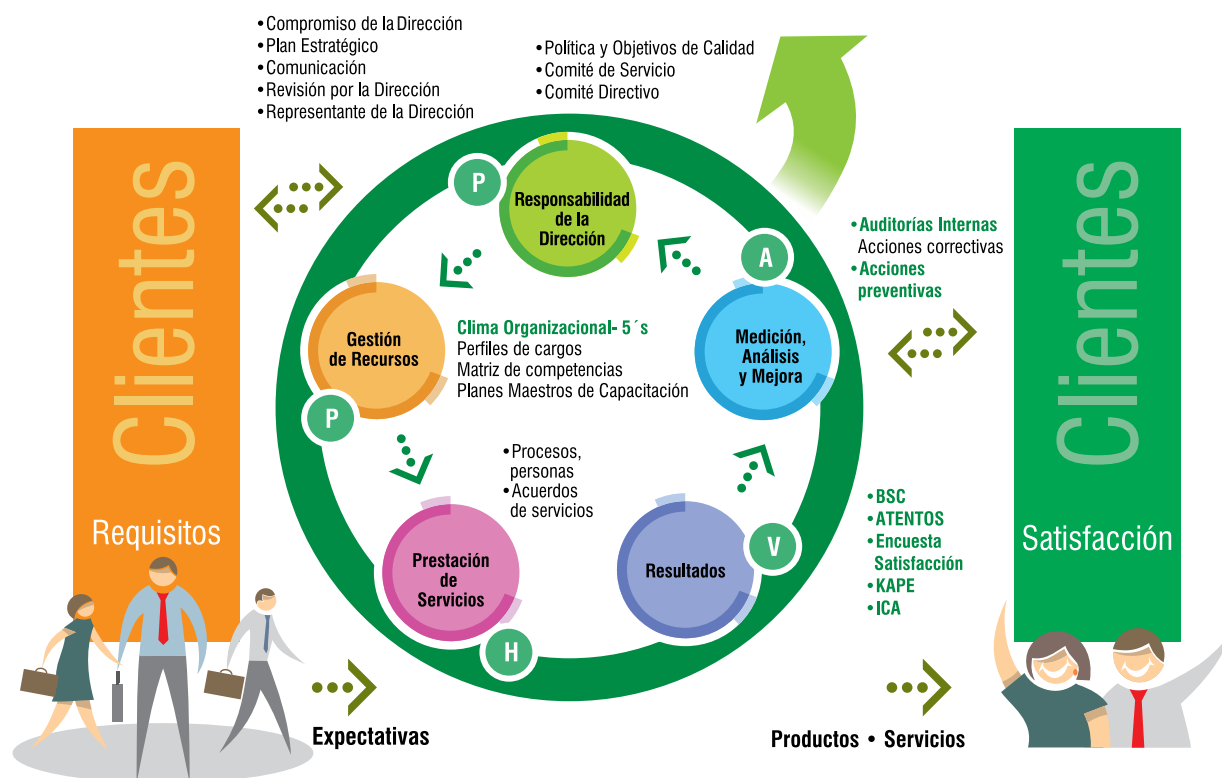 •Compromiso de la Dirección
•Plan Estratégico
•Comunicación
•Revisión por la Dirección
•Representante de la Dirección
•Política y Objetivos de Calidad
•Comité de Servicio
•Comité Directivo
Clientes
Requisitos
P
Responsabilidad
de la
Dirección
A
•Auditorías Internas
Acciones correctivas
•Acciones
preventivas
Gestión
de Recursos
P
Clima Organizacional- 5´s
Perfiles de cargos
Matriz de competencias
Planes Maestros de Capacitación
Medición,
Análisis
y Mejora
•Procesos,
personas
•Acuerdos
de servicios
Prestación
de
Servicios
H
Resultados
V
•BSC
•ATENTOS
•Encuesta
Satisfacción
•KAPE
•ICA
Clientes
Satisfacción
Expectativas
Productos • Servicios